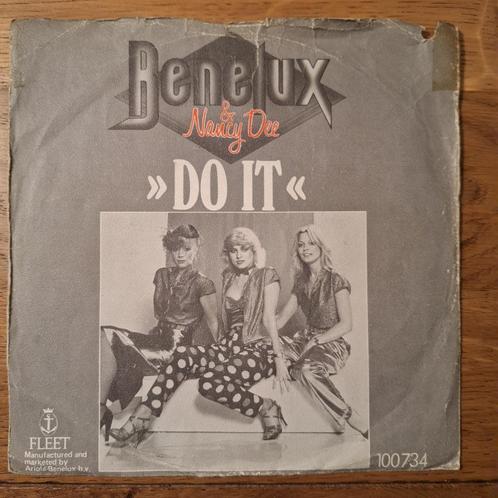 Benelux
& Nancy Dee
»DO IT«
FLEET
Manufactured and
marketed by
Ariola Benelux b.v.
100734